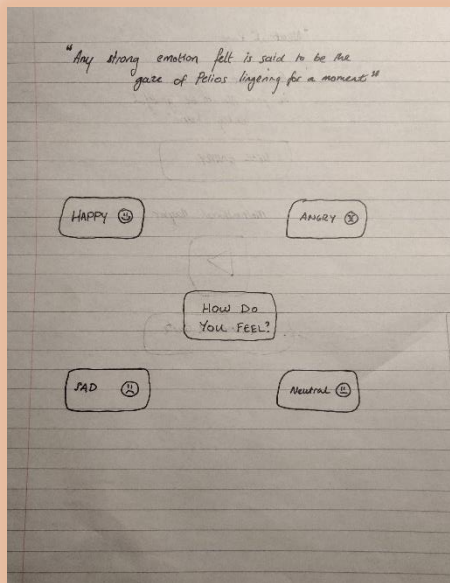 "Any strong emotion felt is said to be the
gaze of Pelios lingering for a moment"
HAPPY
ANGRY
HOW DO
YOU FEEL?
SAD
Neutral